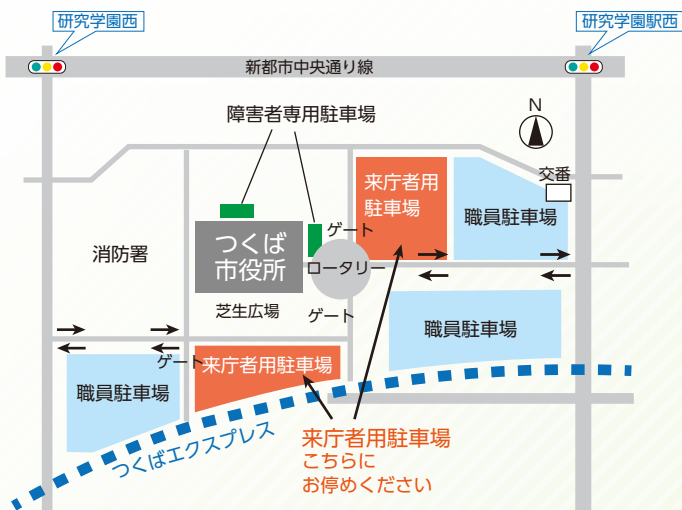 研究学園西
研究学園駅西
新都市中央通り線
障害者専用駐車場
N
交番
来庁者用
駐車場
職員駐車場
ゲート
つくば
市役所
消防署
ロータリー
芝生広場
ゲート
職員駐車場
ゲート
来庁者用駐車場
職員駐車場
つくばエクスプレス
来庁者用駐車場
こちらに
お停めください